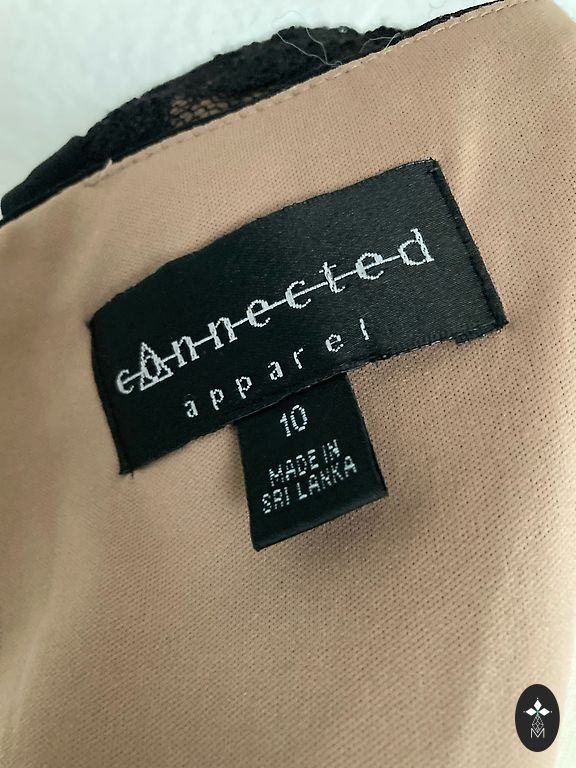 connected
apparel
10
MADE IN
SRI LANKA
M